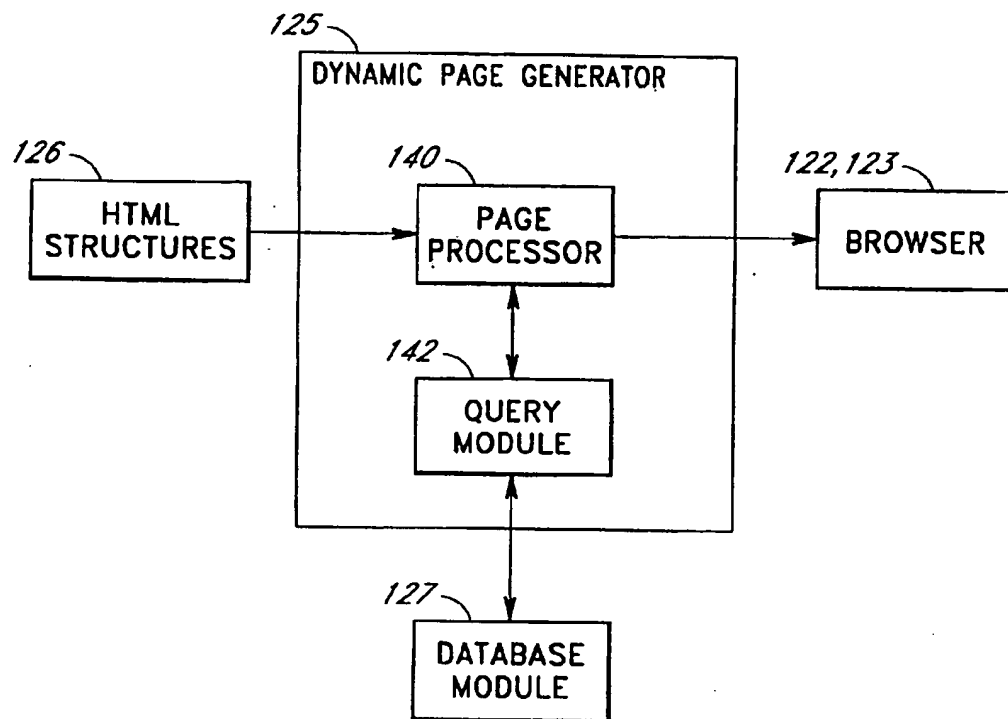 125
DYNAMIC PAGE GENERATOR
126
HTML
STRUCTURES
140
PAGE
PROCESSOR
122,123
BROWSER
142
QUERY
MODULE
127
DATABASE
MODULE